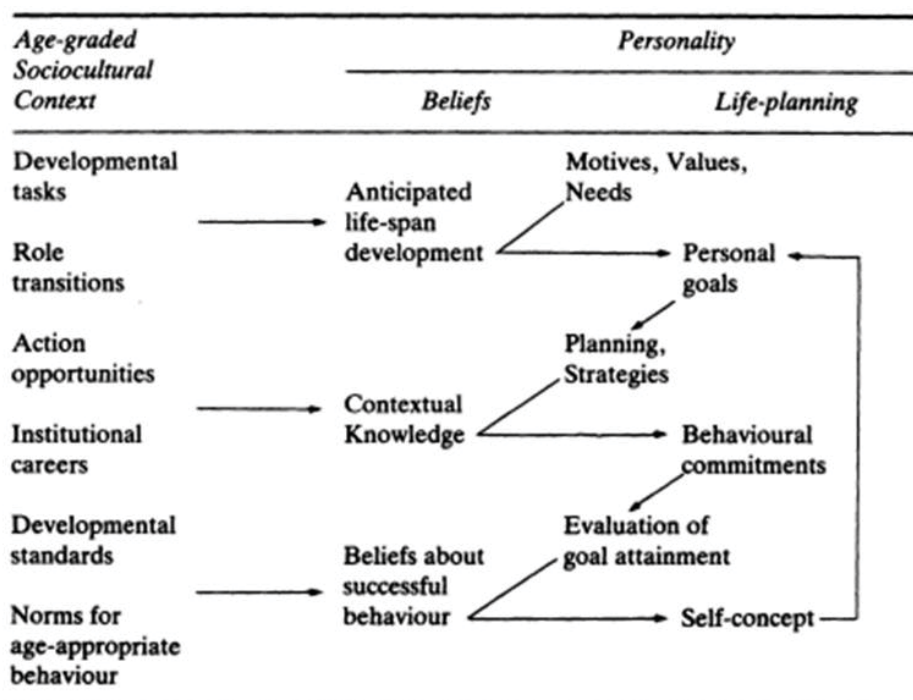 Age-graded
Sociocultural
Context
Personality
Beliefs
Life-planning
Developmental
tasks
Role
transitions
Action
opportunities
Institutional
careers
Developmental
standards
Norms for
age-appropriate
behaviour
Anticipated
life-span
development
Contextual
Knowledge
Beliefs about
successful
behaviour
Motives, Values,
Needs
Personal
goals
Planning,
Strategies
Behavioural
commitments
Evaluation of
goal attainment
Self-concept